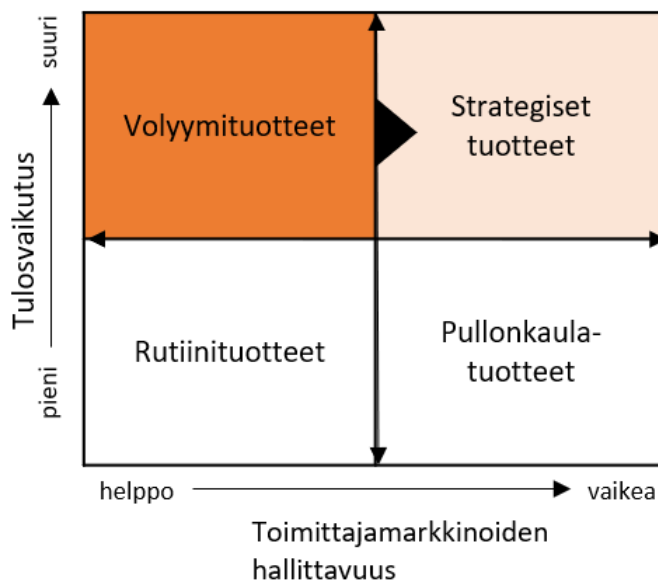 suuri
Tulosvaikutus
pieni
Volyymituotteet
Strategiset
tuotteet
Rutiinituotteet
Pullonkaula-
tuotteet
helppo
vaikea
Toimittajamarkkinoiden
hallittavuus